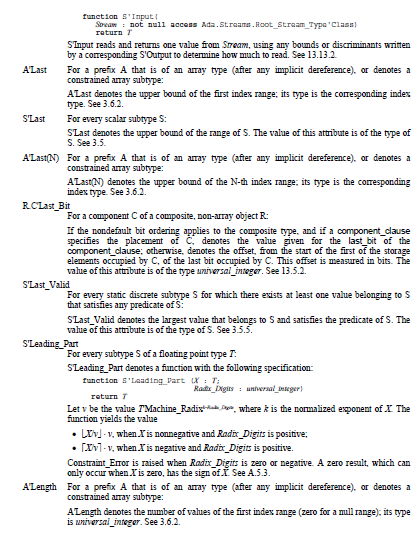 function S'Input(
Stream : not null access Ada.Streams.Root_Stream_Type'Class)
return T
S'Input reads and returns one value from Stream, using any bounds or discriminants written
by a corresponding S'Output to determine how much to read. See 13.13.2.
A'Last For a prefix A that is of an array type (after any implicit dereference), or denotes a
constrained array subtype:
A'Last denotes the upper bound of the first index range; its type is the corresponding index
type. See 3.6.2.
S'Last For every scalar subtype S:
S'Last denotes the upper bound of the range of S. The value of this attribute is of the type of
S. See 3.5.
A'Last(N) For a prefix A that is of an array type (after any implicit dereference), or denotes a
constrained array subtype:
A'Last(N) denotes the upper bound of the N-th index range; its type is the corresponding
index type. See 3.6.2.
R.C'Last_Bit
For a component C of a composite, non-array object R:
If the nondefault bit ordering applies to the composite type, and if a component_clause
specifies the placement of C, denotes the value given for the last_bit of the
component_clause; otherwise, denotes the offset, from the start of the first of the storage
elements occupied by C, of the last bit occupied by C. This offset is measured in bits. The
value of this attribute is of the type universal_integer. See 13.5.2.
S'Last_Valid
For every static discrete subtype S for which there exists at least one value belonging to S
that satisfies any predicate of S:
S'Last_Valid denotes the largest value that belongs to S and satisfies the predicate of S. The
value of this attribute is of the type of S. See 3.5.5.
S'Leading_Part
For every subtype S of a floating point type T:
S'Leading_Part denotes a function with the following specification:
function S'Leading_Part (X : T;
Radix_Digits : universal_integer)
return T
Let v be the value T'Machine_Radix^k–Radix_Digits, where k is the normalized exponent of X. The
function yields the value
• ⌊X/v⌋ · v, when X is nonnegative and Radix_Digits is positive;
• ⌈X/v⌉ · v, when X is negative and Radix_Digits is positive.
Constraint_Error is raised when Radix_Digits is zero or negative. A zero result, which can
only occur when X is zero, has the sign of X. See A.5.3.
A'Length For a prefix A that is of an array type (after any implicit dereference), or denotes a
constrained array subtype:
A'Length denotes the number of values of the first index range (zero for a null range); its type
is universal_integer. See 3.6.2.